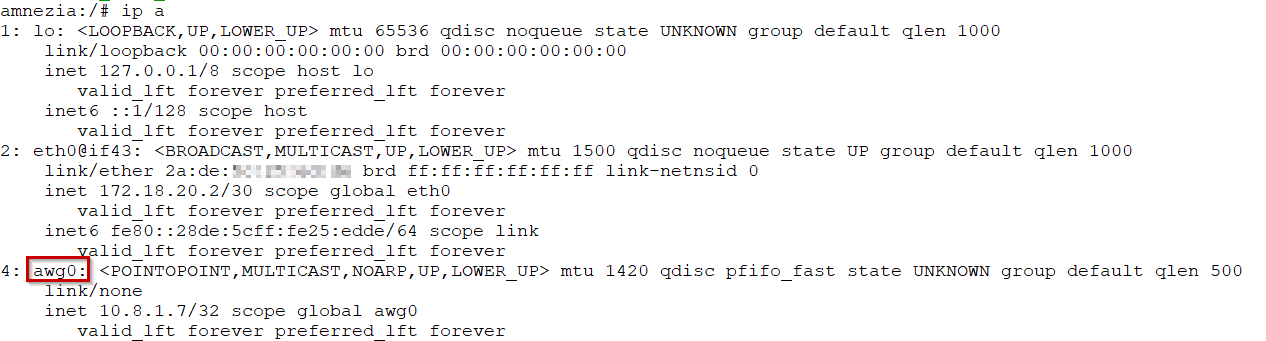 amnezia:/# ip a
1: lo: <LOOPBACK,UP,LOWER_UP> mtu 65536 qdisc noqueue state UNKNOWN group default qlen 1000
link/loopback 00:00:00:00:00:00 brd 00:00:00:00:00:00
inet 127.0.0.1/8 scope host lo
valid_lft forever preferred_lft forever
inet6 ::1/128 scope host
valid_lft forever preferred_lft forever
2: eth0@if43: <BROADCAST,MULTICAST,UP,LOWER_UP> mtu 1500 qdisc noqueue state UP group default qlen 1000
link/ether 2a:de: brd ff:ff:ff:ff:ff:ff link-netnsid 0
inet 172.18.20.2/30 scope global eth0
valid_lft forever preferred_lft forever
inet6 fe80::28de:5cff:fe25:edde/64 scope link
valid_lft forever preferred_lft forever
4: awg0: <POINTOPOINT,MULTICAST,NOARP,UP,LOWER_UP> mtu 1420 qdisc pfifo_fast state UNKNOWN group default qlen 500
link/none
inet 10.8.1.7/32 scope global awg0
valid_lft forever preferred_lft forever